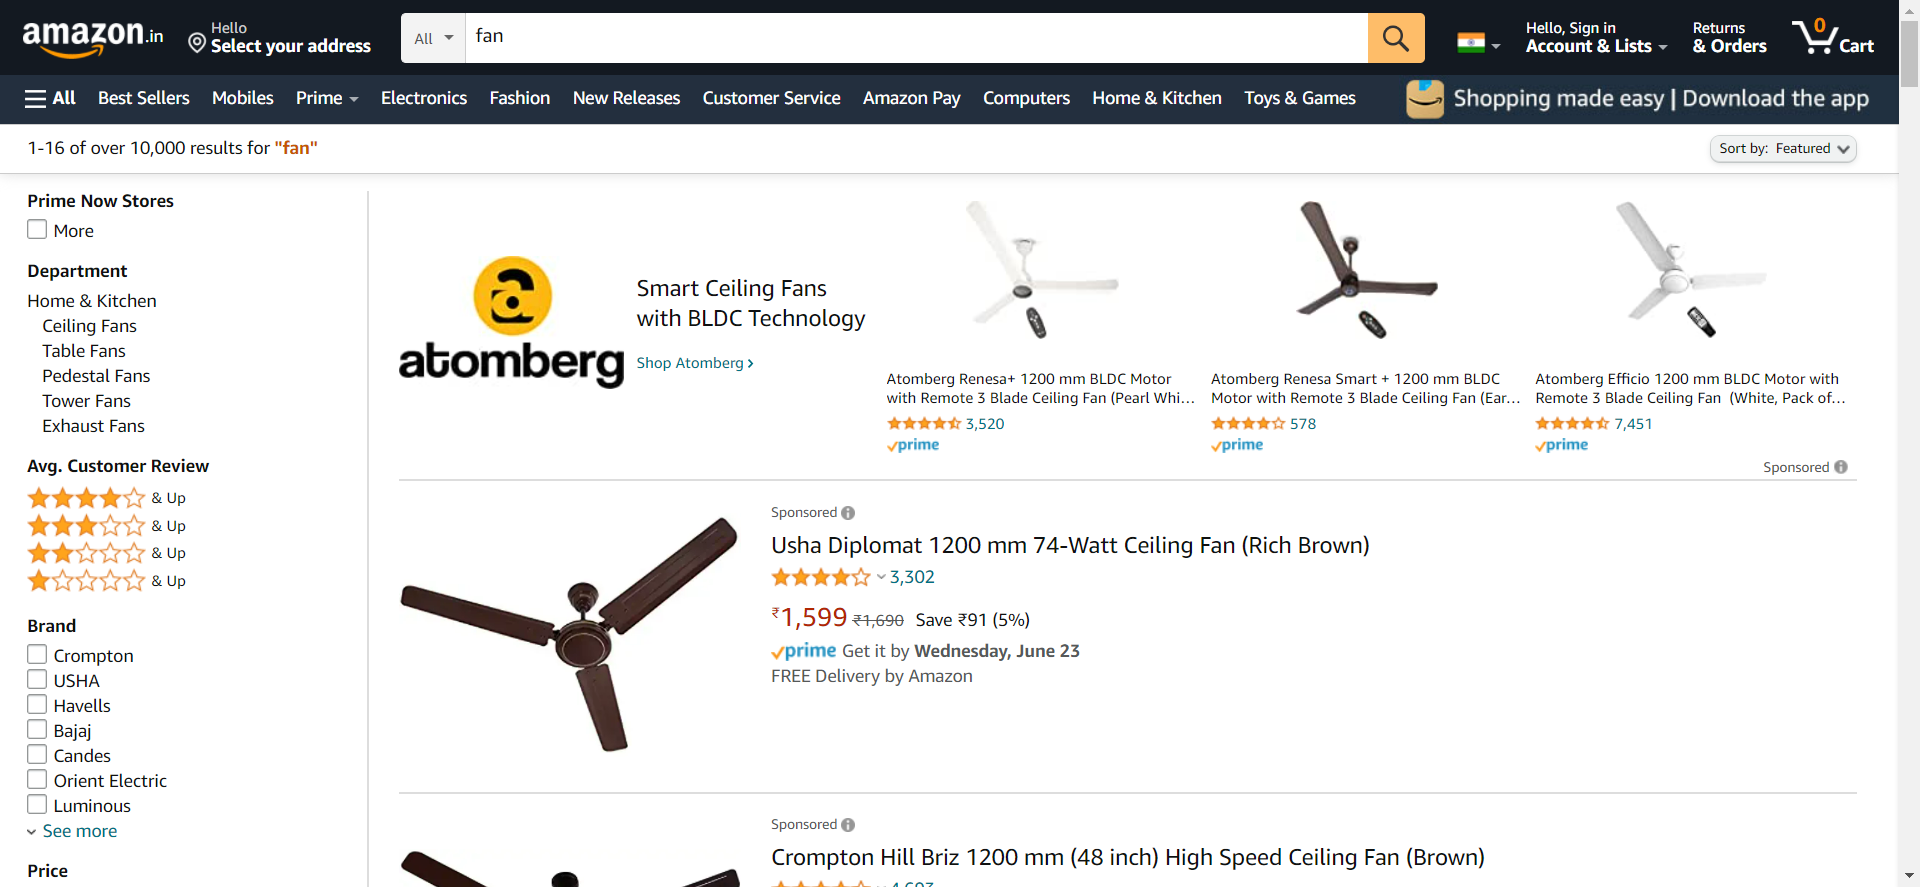 amazon.in
Hello
Select your address
All
fan
Hello, Sign in
Account & Lists
Returns
& Orders
0
Cart
All
Best Sellers
Mobiles
Prime
Electronics
Fashion
New Releases
Customer Service
Amazon Pay
Computers
Home & Kitchen
Toys & Games
Shopping made easy | Download the app
1-16 of over 10,000 results for "fan"
Sort by: Featured
Prime Now Stores
More
Department
Home & Kitchen
Ceiling Fans
Table Fans
Pedestal Fans
Tower Fans
Exhaust Fans
Avg. Customer Review
& Up
& Up
& Up
& Up
Brand
Crompton
USHA
Havells
Bajaj
Candes
Orient Electric
Luminous
See more
Price
a
atomberg
Smart Ceiling Fans
with BLDC Technology
Shop Atomberg
Atomberg Renesa+ 1200 mm BLDC Motor
with Remote 3 Blade Ceiling Fan (Pearl Whi...
3,520
prime
Atomberg Renesa Smart + 1200 mm BLDC
Motor with Remote 3 Blade Ceiling Fan (Ear...
578
prime
Atomberg Efficio 1200 mm BLDC Motor with
Remote 3 Blade Ceiling Fan (White, Pack of...
7,451
prime
Sponsored
Sponsored
Usha Diplomat 1200 mm 74-Watt Ceiling Fan (Rich Brown)
3,302
₹1,599 ₹1,690 Save ₹91 (5%)
prime Get it by Wednesday, June 23
FREE Delivery by Amazon
Sponsored
Crompton Hill Briz 1200 mm (48 inch) High Speed Ceiling Fan (Brown)